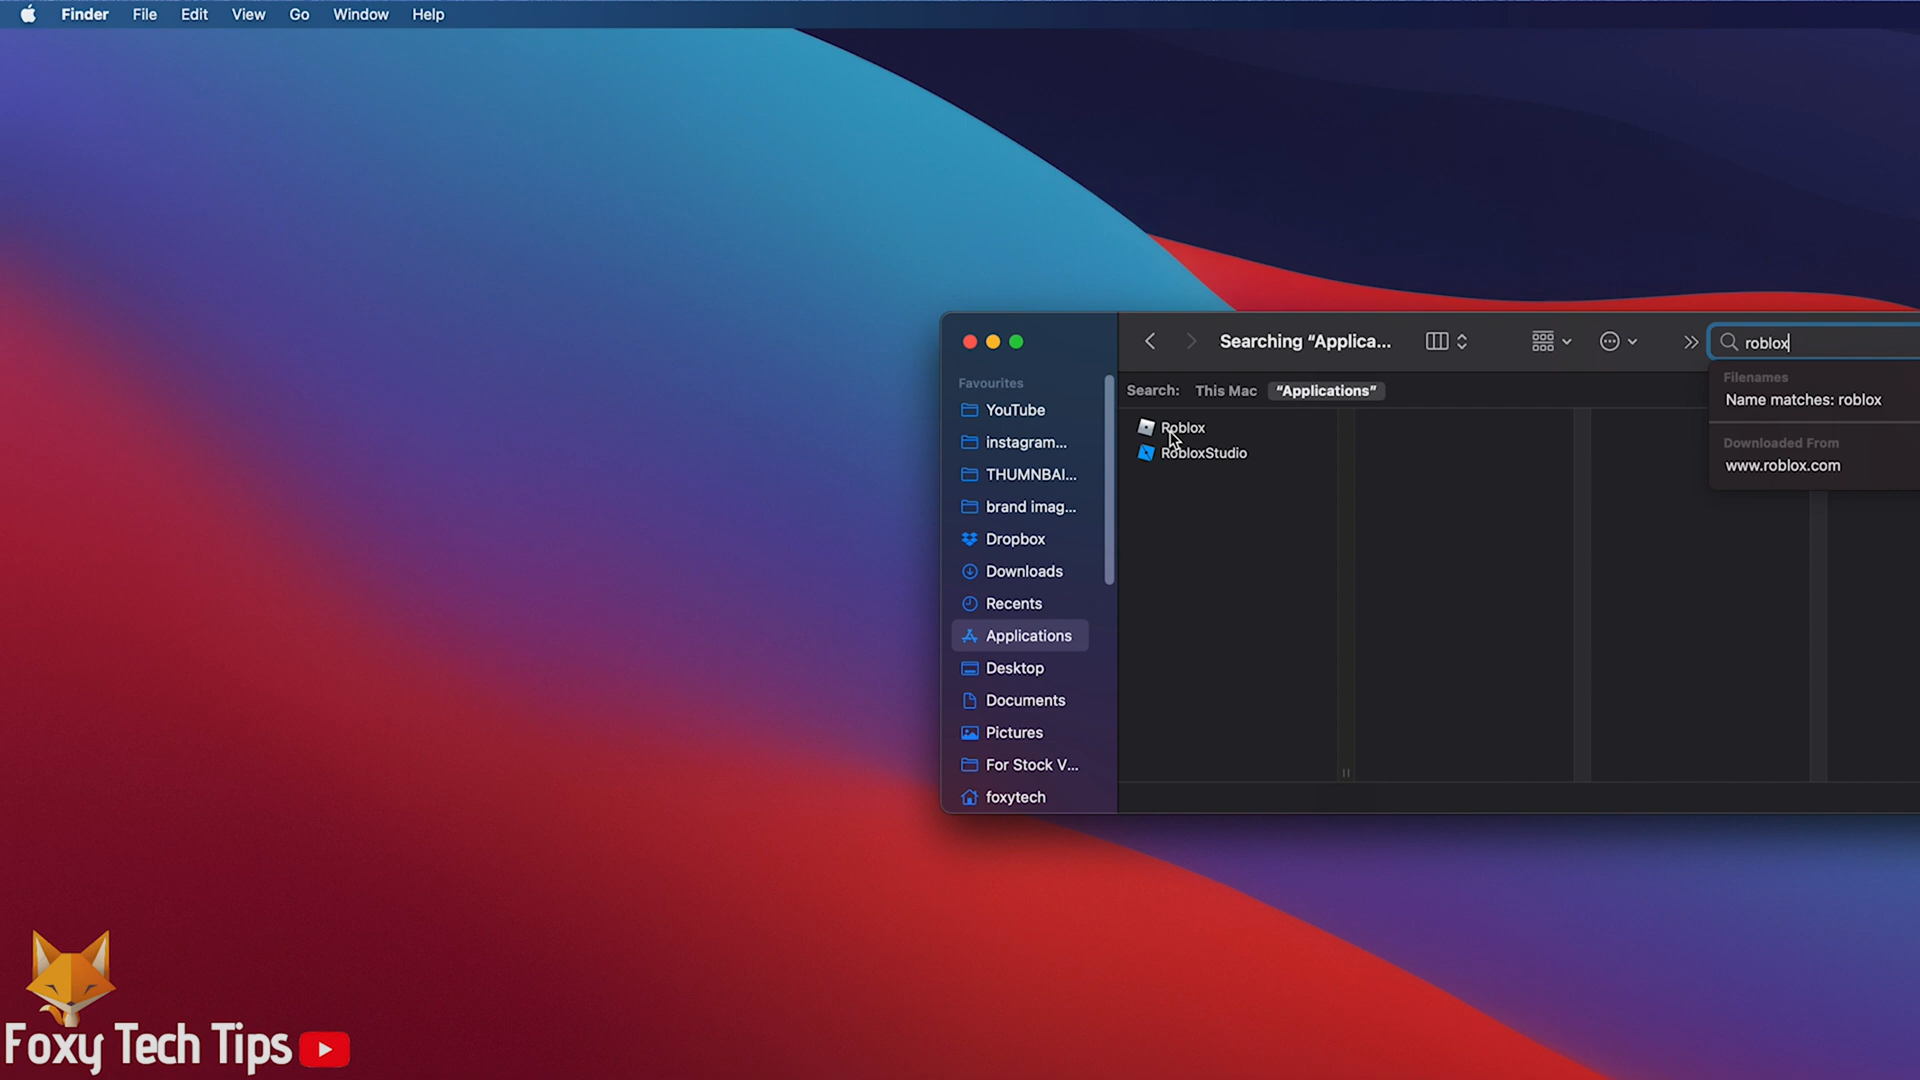 Finder File Edit View Go Window Help
Searching “Applica... roblox
Favourites
Search: This Mac “Applications”
Filenames
Name matches: roblox
Downloaded From
www.roblox.com
YouTube
instagram...
THUMNBAI...
brand imag...
Dropbox
Downloads
Recents
Applications
Desktop
Documents
Pictures
For Stock V...
foxytech
Roblox
RobloxStudio
Foxy Tech Tips